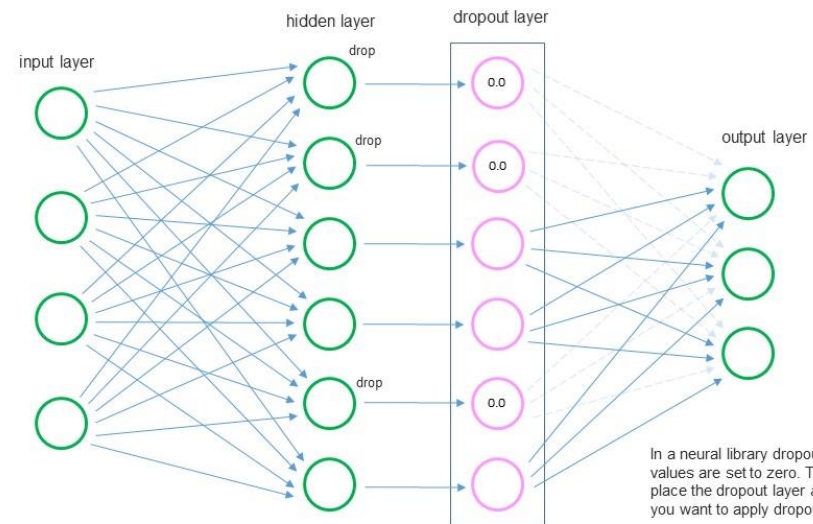 input layer
hidden layer
dropout layer
output layer
drop
0.0
drop
0.0
drop
0.0
In a neural library
values are set to zero. T
place the dropout layer a
you want to apply